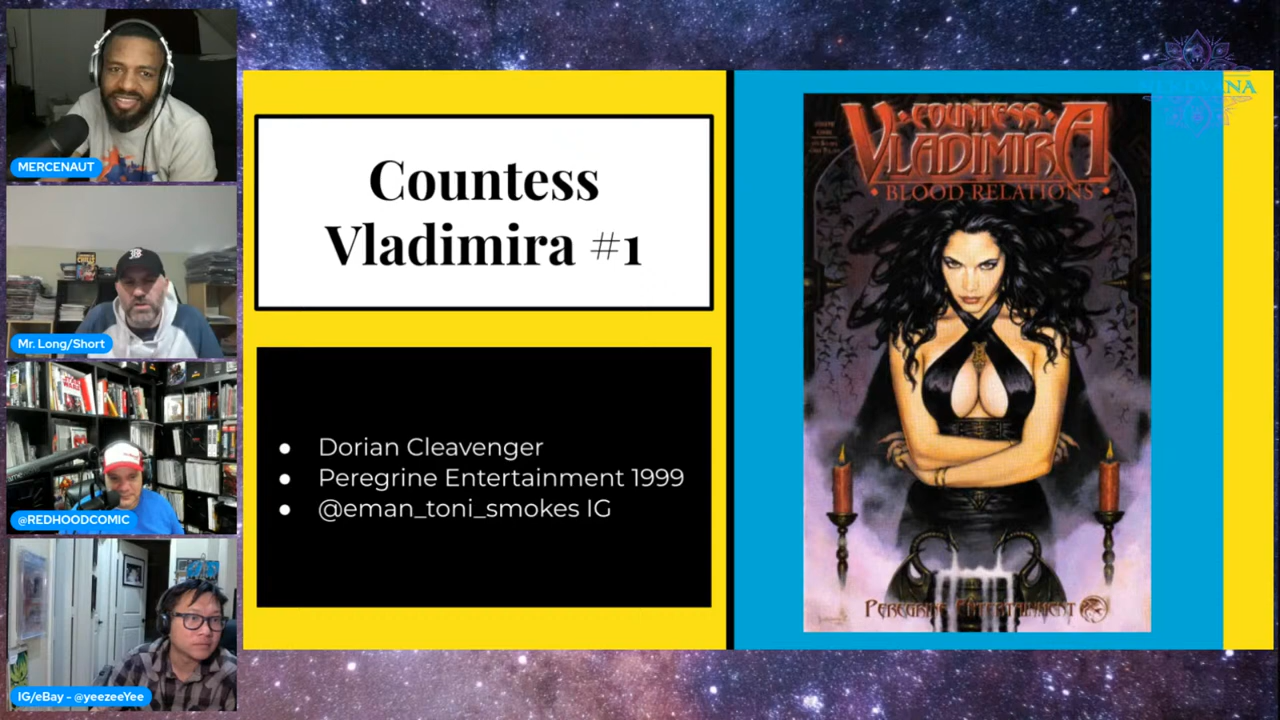 MERCENAUT
Mr. Long/Short
@REDHOODCOMIC
IG/eBay - @yeezeeYee
Countess
Vladimira #1
● Dorian Cleavenger
● Peregrine Entertainment 1999
● @eman_toni_smokes IG
COUNTESS
VLADIMIRA
BLOOD RELATIONS
PEREGRINE ENTERTAINMENT